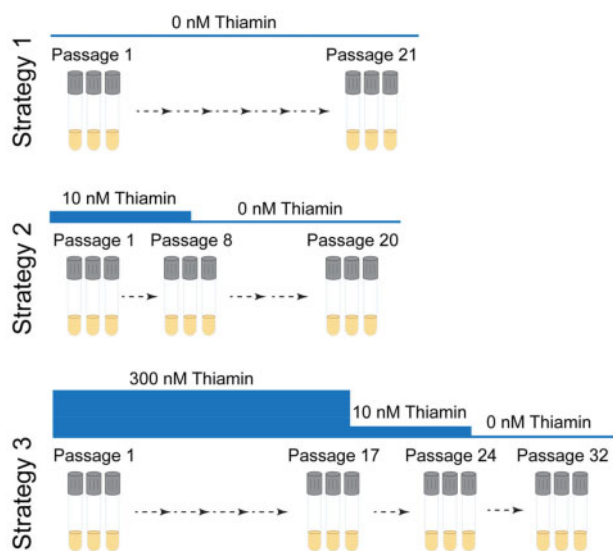 Strategy 1
0 nM Thiamin
Passage 1 Passage 21
Strategy 2
10 nM Thiamin 0 nM Thiamin
Passage 1 Passage 8 Passage 20
Strategy 3
300 nM Thiamin 10 nM Thiamin 0 nM Thiamin
Passage 1 Passage 17 Passage 24 Passage 32